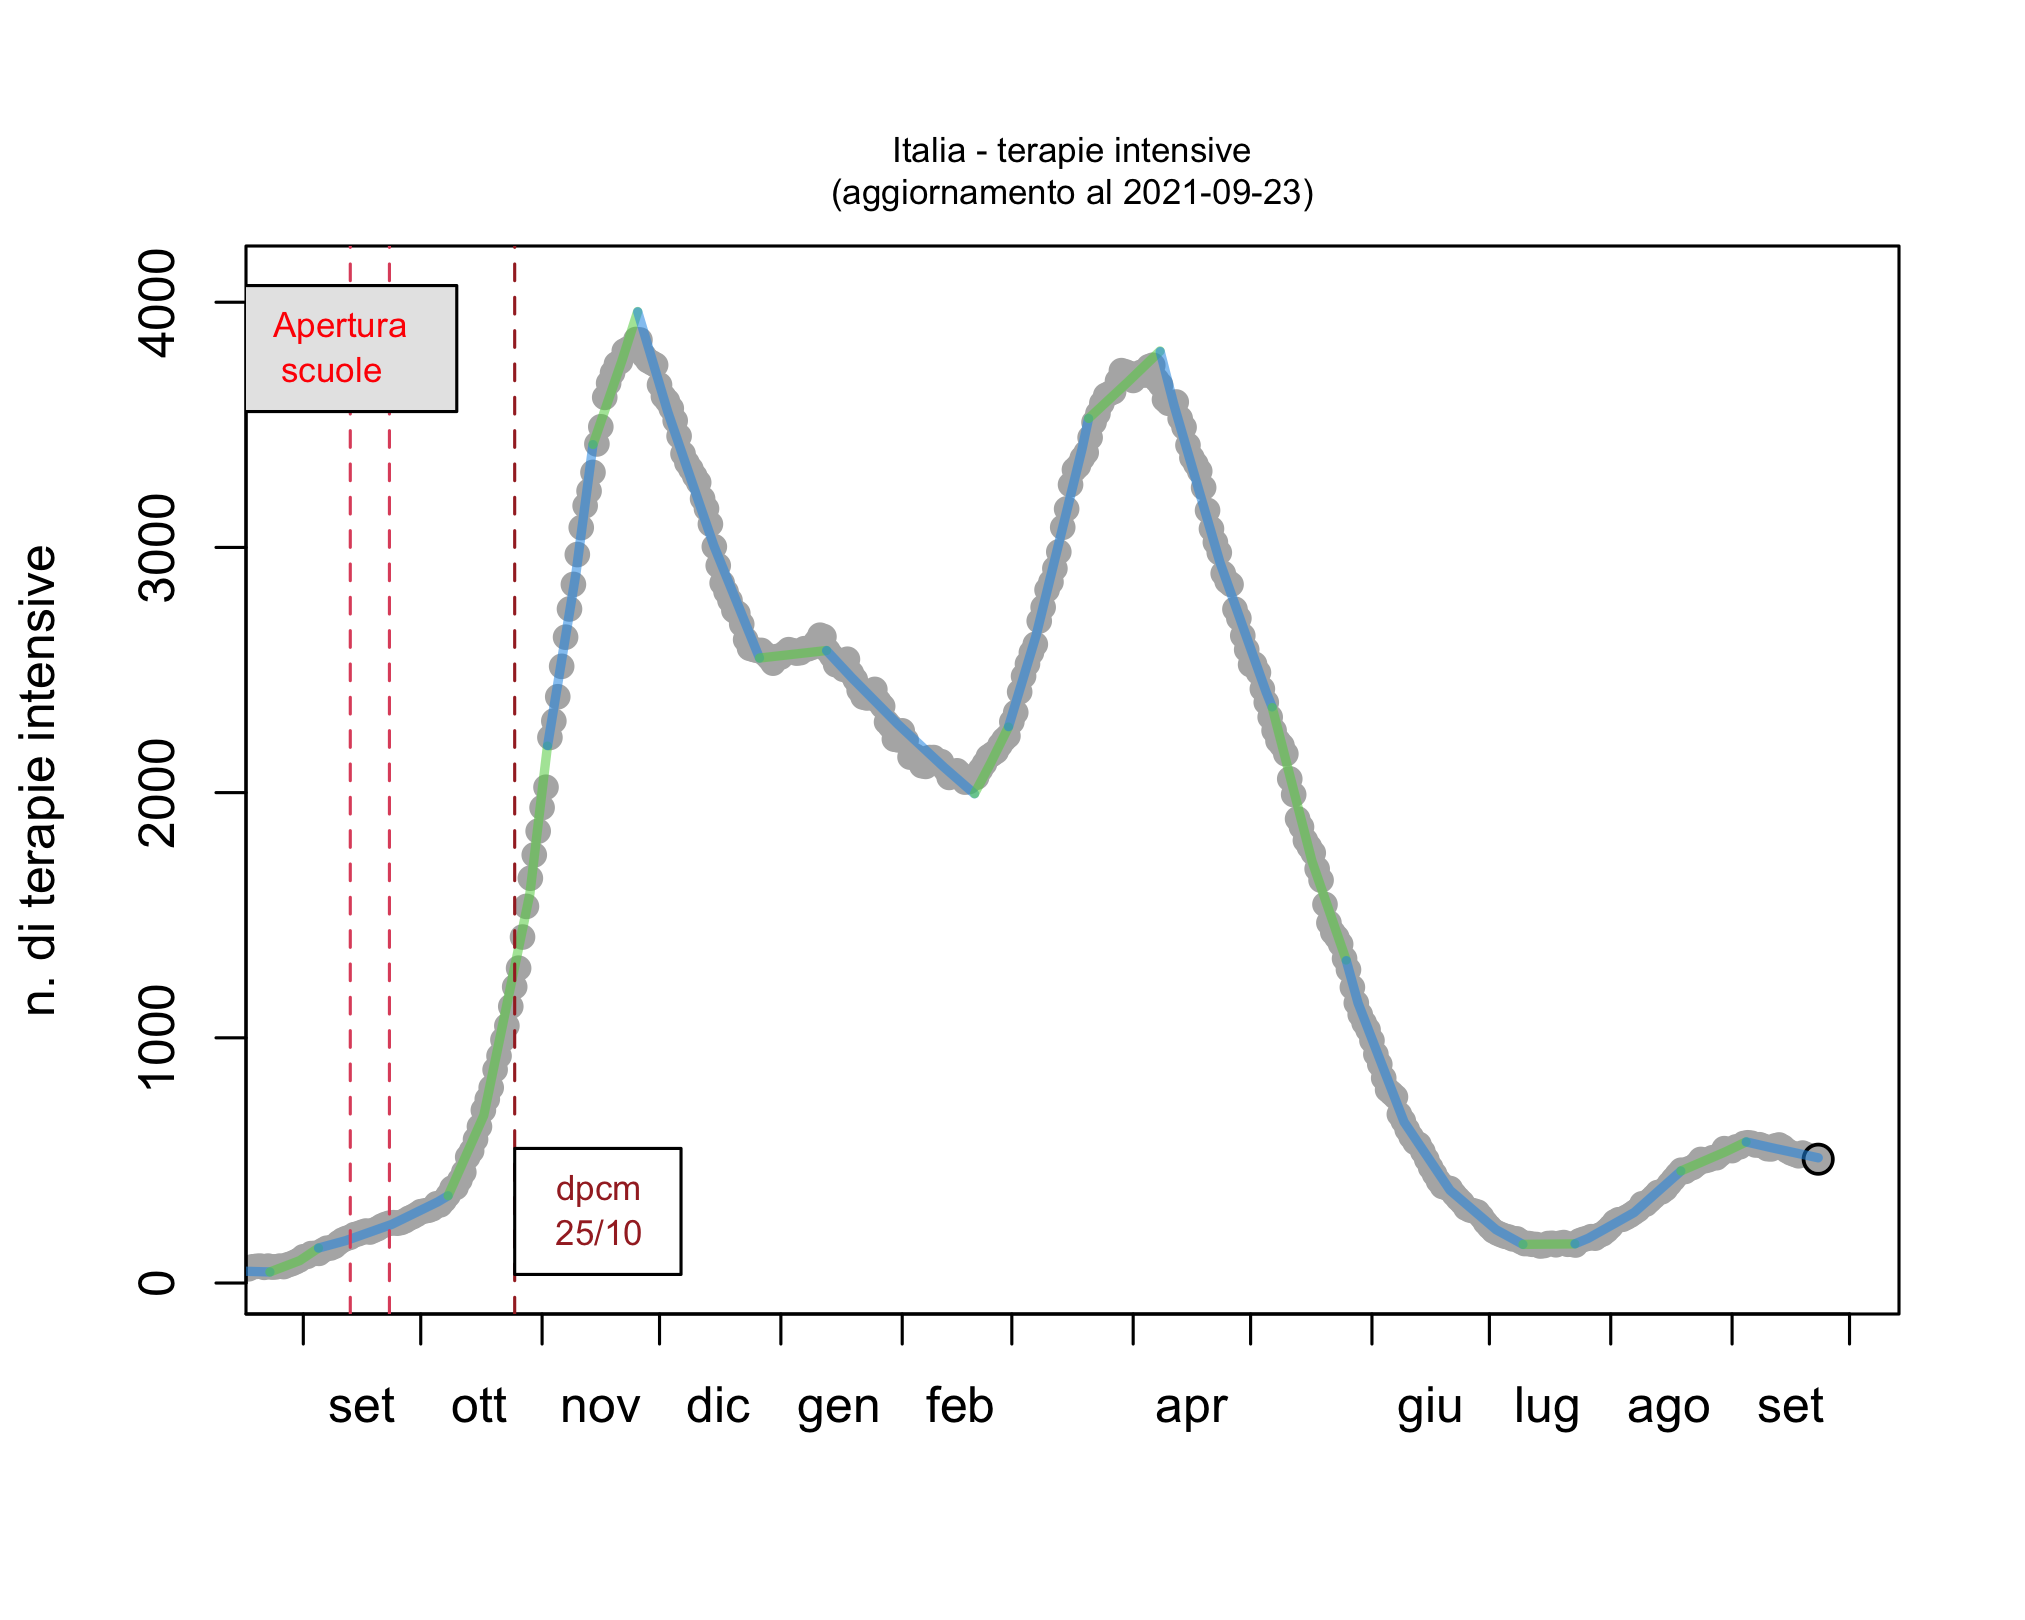 Italia - terapie intensive
(aggiornamento al 2021-09-23)
n. di terapie intensive
4000
3000
2000
1000
0
Apertura
scuole
dpcm
25/10
set ott nov dic gen feb apr giu lug ago set